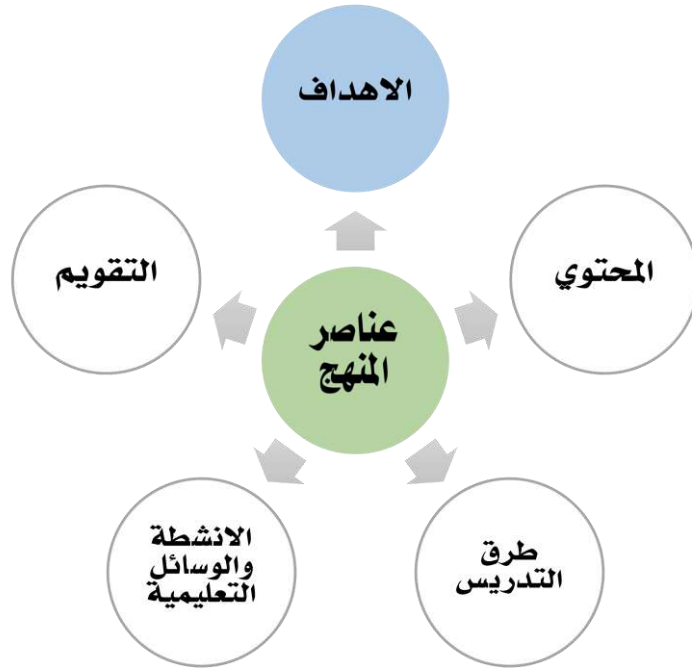 الاهداف
المحتوي
التقويم
عناصر
المنهج
طرق
التدريس
الانشطة
والوسائل
التعليمية